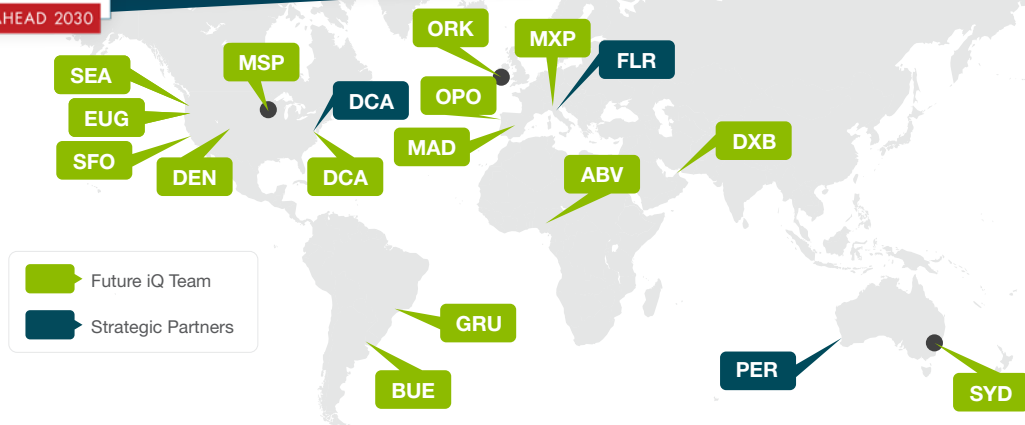 AHEAD 2030
ORK
MXP
FLR
MSP
SEA
DCA
OPO
EUG
DXB
MAD
SFO
ABV
DEN
DCA
Future iQ Team
Strategic Partners
GRU
PER
BUE
SYD